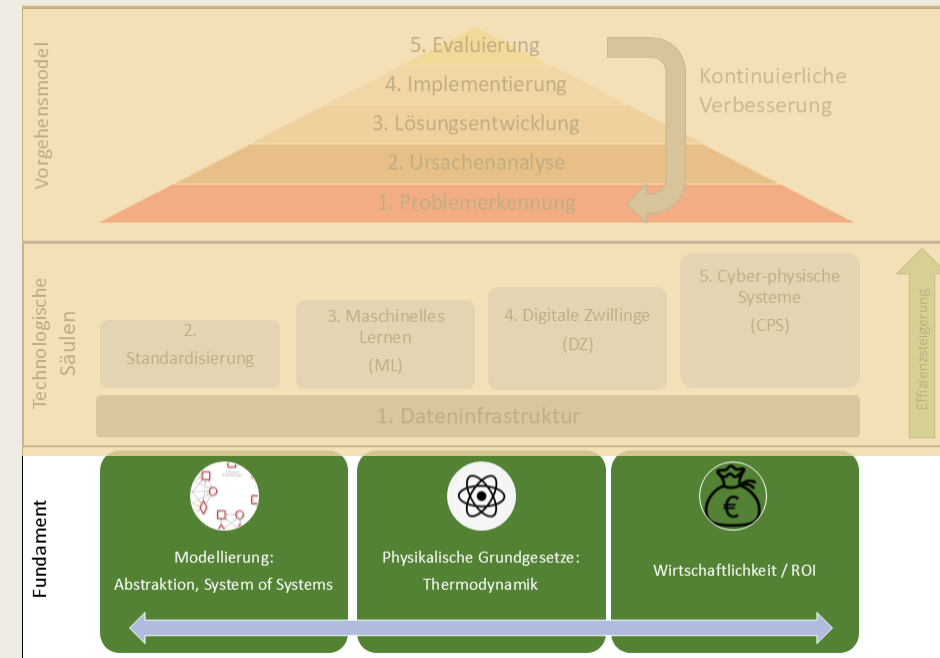 Vorgehensmodel
5. Evaluierung
4. Implementierung
3. Lösungsentwicklung
2. Ursachenanalyse
1. Problemerkennung
Kontinuierliche
Verbesserung
Technologische
Säulen
2.
Standardisierung
3. Maschinelles
Lernen
(ML)
4. Digitale Zwillinge
(DZ)
5. Cyber-physische
Systeme
(CPS)
1. Dateninfrastruktur
Effizienzsteigerung
Fundament
Modellierung:
Abstraktion, System of Systems
Physikalische Grundgesetze:
Thermodynamik
€
Wirtschaftlichkeit / ROI